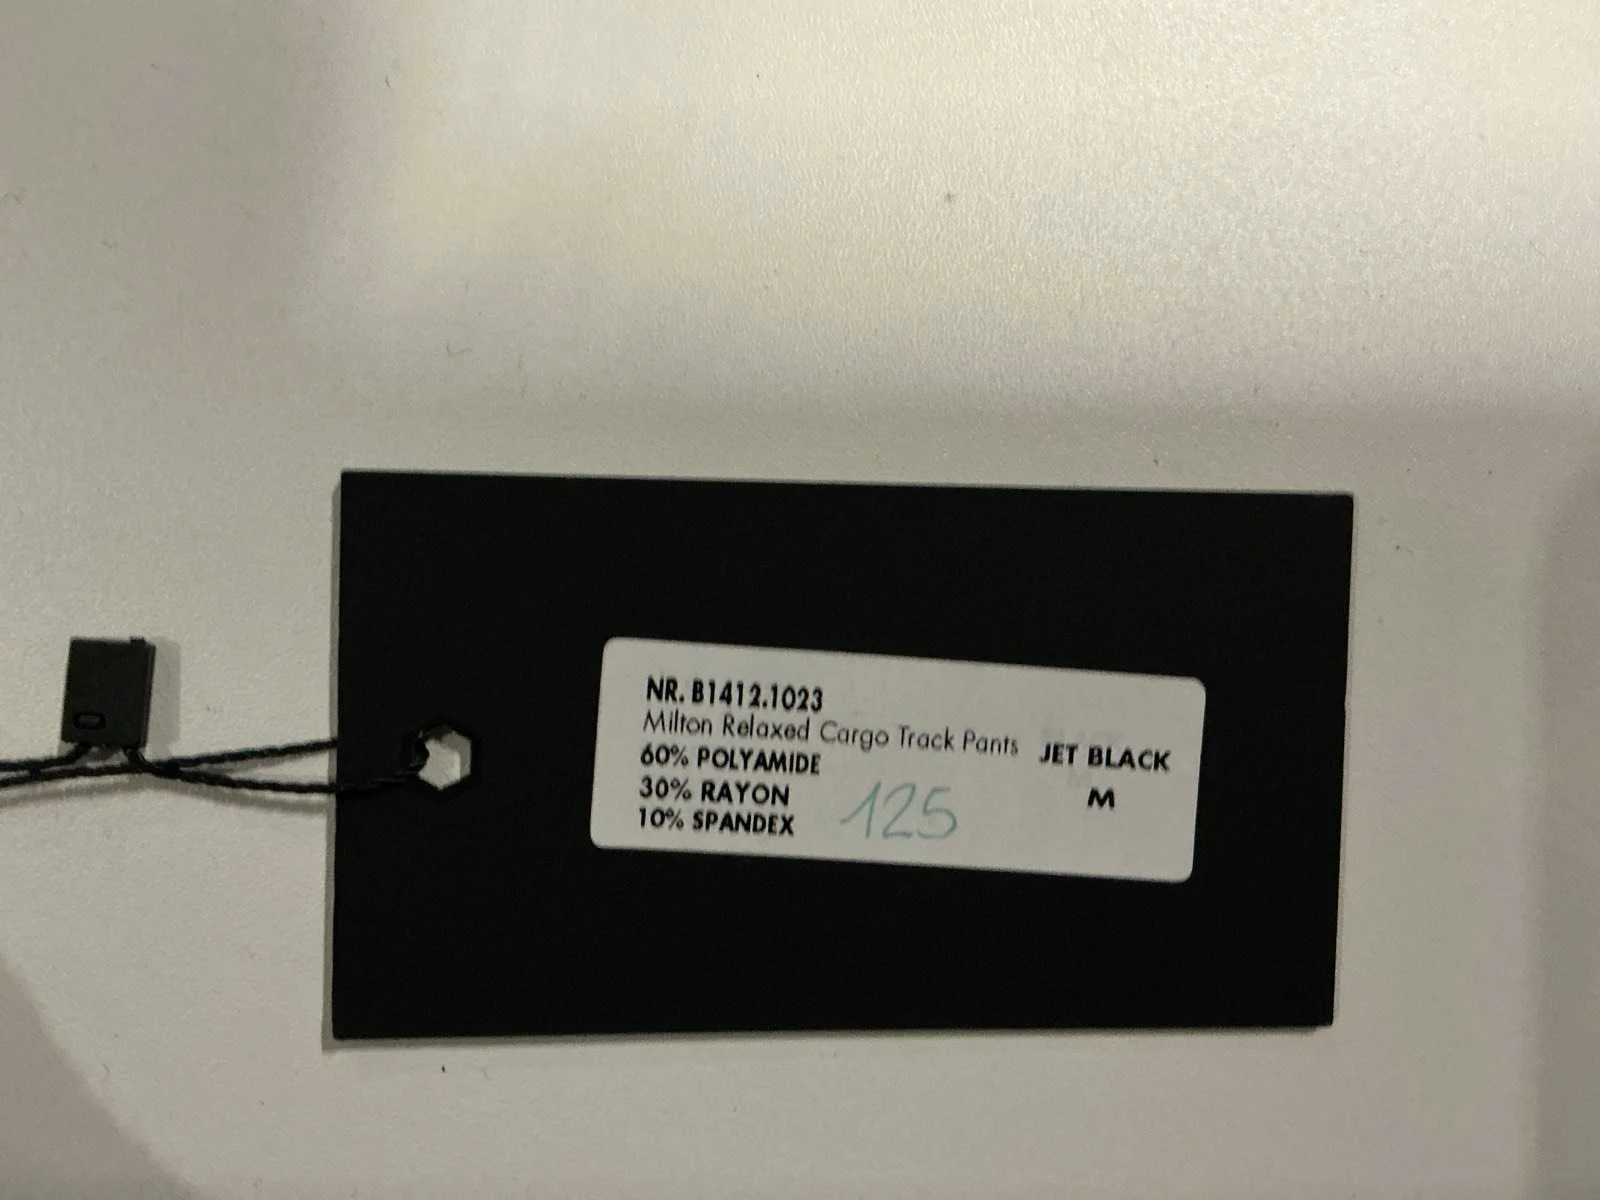 NR. B1412.1023
Milton Relaxed Cargo Track Pants JET BLACK
60% POLYAMIDE
30% RAYON 125 M
10% SPANDEX